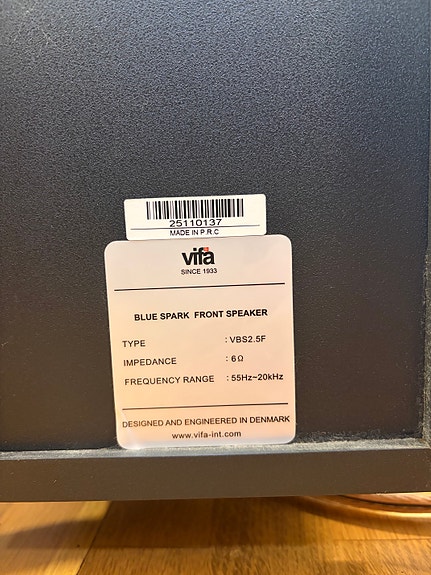 25110137
MADE IN P.R.C
vifa
SINCE 1933
BLUE SPARK FRONT SPEAKER
TYPE : VBS2.5F
IMPEDANCE : 6Ω
FREQUENCY RANGE : 55Hz~20kHz
DESIGNED AND ENGINEERED IN DENMARK
www.vifa-int.com